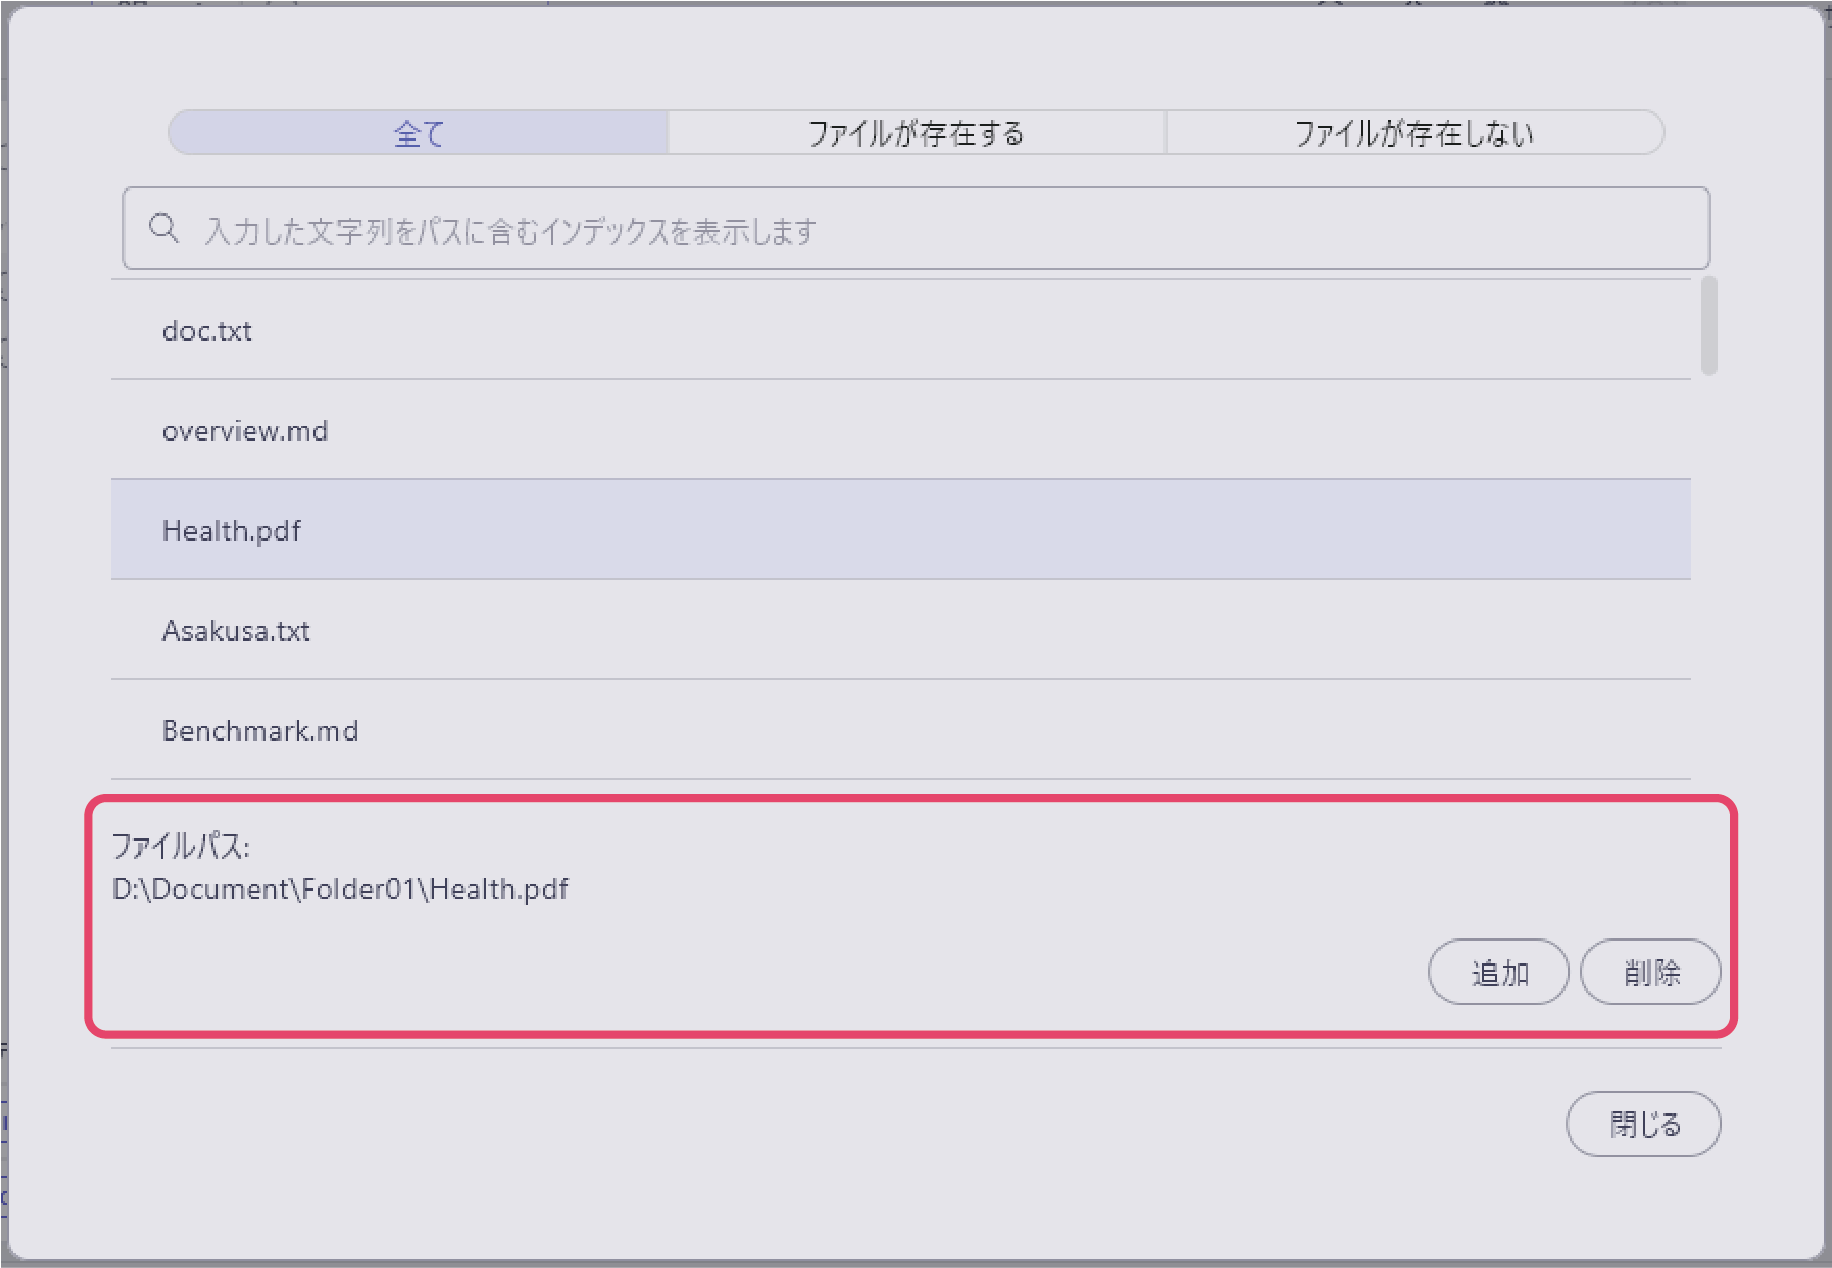 全て
ファイルが存在する
ファイルが存在しない
入力した文字列をパスに含むインデックスを表示します
doc.txt
overview.md
Health.pdf
Asakusa.txt
Benchmark.md
ファイルパス:
D:\Document\Folder01\Health.pdf
追加
削除
閉じる